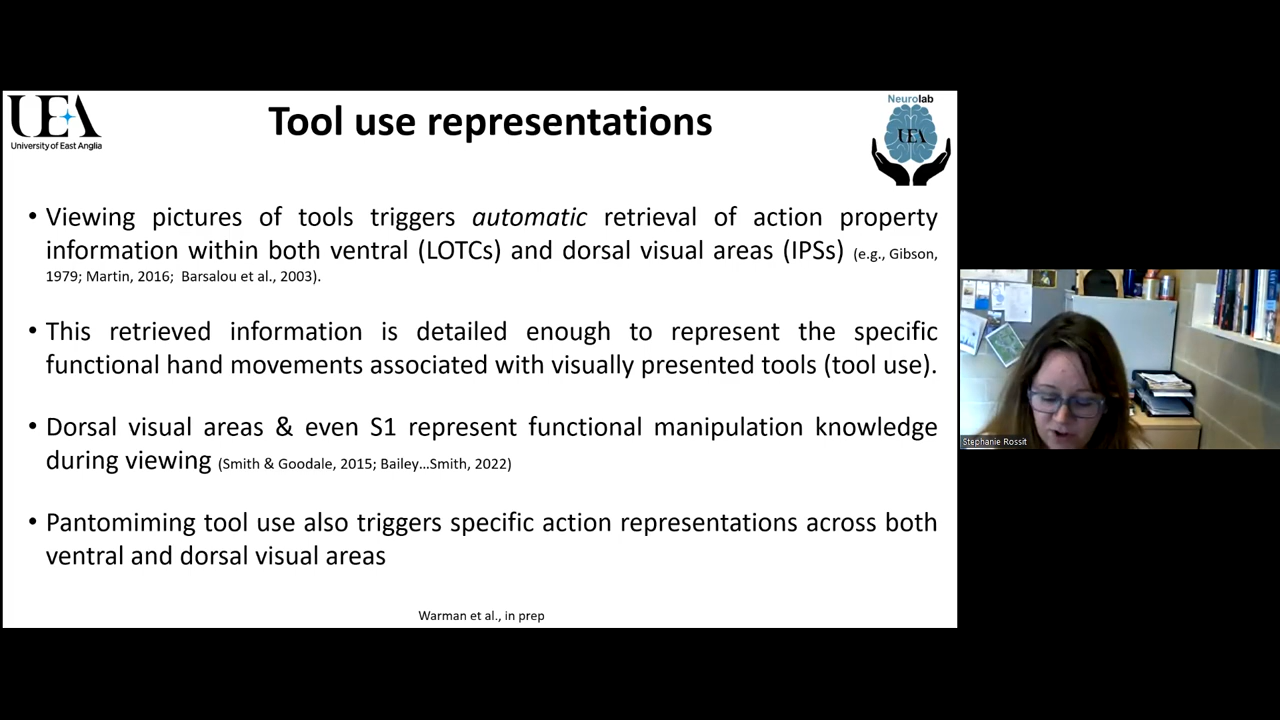 UEA
University of East Anglia
Tool use representations
Neurolab
UEA
• Viewing pictures of tools triggers automatic retrieval of action property
information within both ventral (LOTCs) and dorsal visual areas (IPSs) (e.g., Gibson,
1979; Martin, 2016; Barsalou et al., 2003).
• This retrieved information is detailed enough to represent the specific
functional hand movements associated with visually presented tools (tool use).
• Dorsal visual areas & even S1 represent functional manipulation knowledge
during viewing (Smith & Goodale, 2015; Bailey...Smith, 2022)
• Pantomiming tool use also triggers specific action representations across both
ventral and dorsal visual areas
Warman et al., in prep
Stephanie Rossit